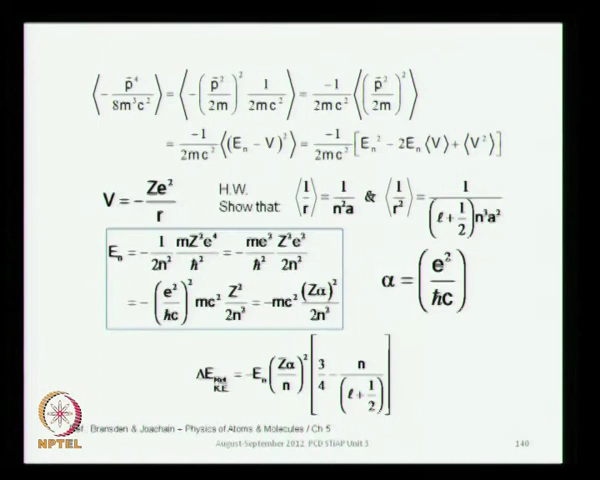 ⟨−p⃗⁴/8m³c²⟩ = ⟨−(p⃗²/2m)² 1/2mc²⟩ = −1/2mc² ⟨(p⃗²/2m)²⟩
= −1/2mc² ⟨(Eₙ − V)²⟩ = −1/2mc² [Eₙ² − 2Eₙ⟨V⟩ + ⟨V²⟩]
V = − Ze²/r H.W. Show that: ⟨1/r⟩ = 1/n²a & ⟨1/r²⟩ = 1/(ℓ+1/2)n³a²
Eₙ = − 1/2n² mZ²e⁴/ħ² = − me²/ħ² Z²e²/2n²
= −(e²/ħc)² mc² Z²/2n² = −mc² (Zα)²/2n²
α = (e²/ħc)
ΔE K.E = −Eₙ (Zα/n)² [3/4 − n/(ℓ+1/2)]
Bransden & Joachain – Physics of Atoms & Molecules / Ch 5
NPTEL
August-September 2012 PCD STiAP Unit 3
140